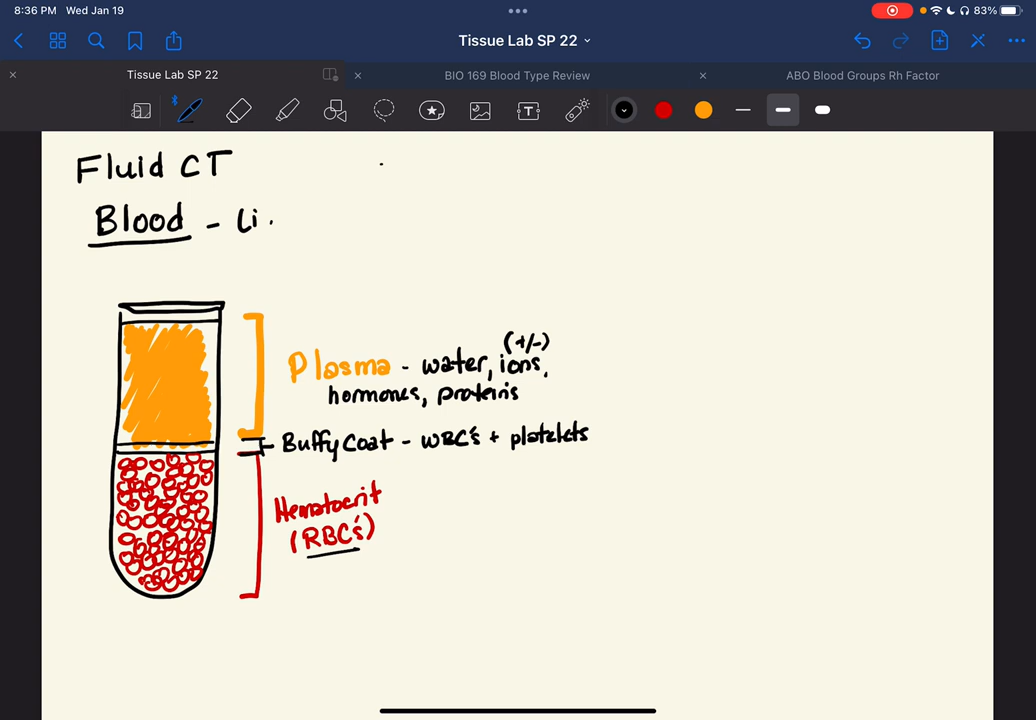 8:36 PM Wed Jan 19
83%
Tissue Lab SP 22
Tissue Lab SP 22
BIO 169 Blood Type Review
ABO Blood Groups Rh Factor
Fluid CT
Blood - Li
(+/-)
Plasma - water, ions,
hormones, proteins
Buffy Coat - WBC's + platelets
Hematocrit
(RBC's)